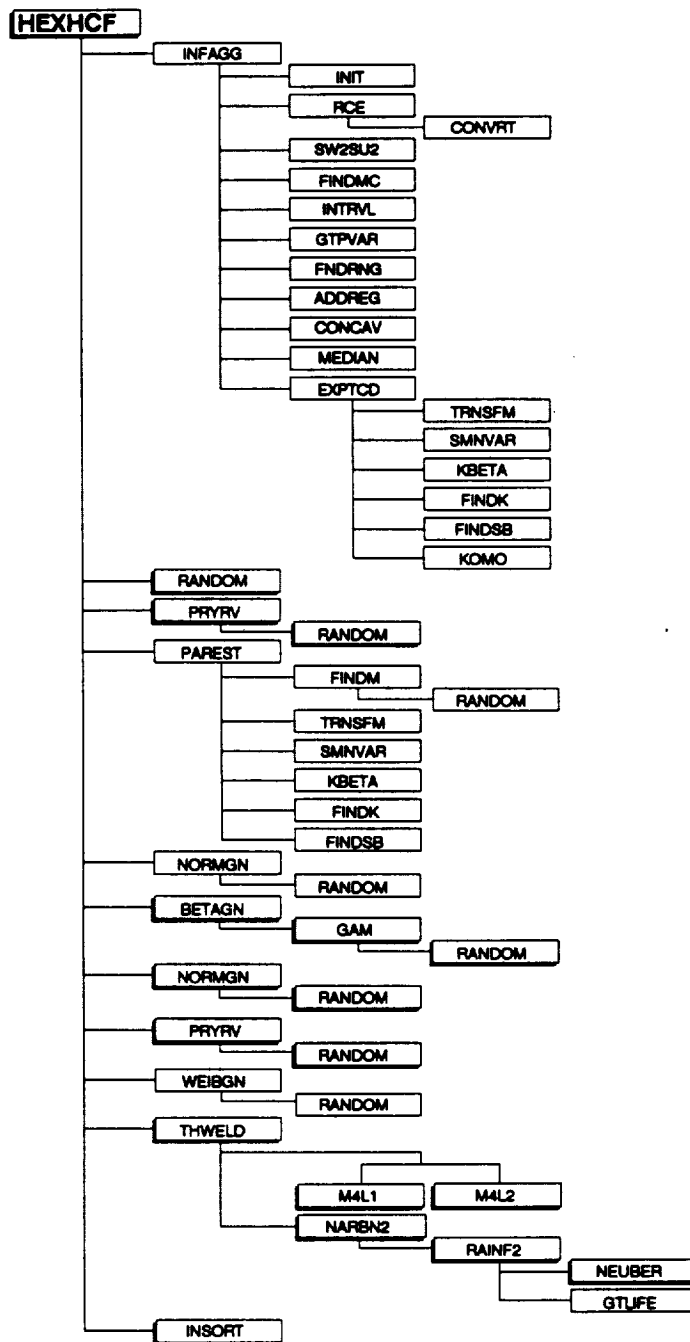 HEXHCF
INFAGG
INIT
RCE
CONVRT
SW2SU2
FINDMC
INTRVL
GTPVAR
FNDRNG
ADDREG
CONCAV
MEDIAN
EXPTCD
TRNSFM
SMNVAR
KBETA
FINDK
FINDSB
KOMO
RANDOM
PRYRV
RANDOM
PAREST
FINDM
RANDOM
TRNSFM
SMNVAR
KBETA
FINDK
FINDSB
NORMGN
RANDOM
BETAGN
GAM
RANDOM
NORMGN
RANDOM
PRYRV
RANDOM
WEIBGN
RANDOM
THWELD
M4L1 M4L2
NARBN2
RAINF2
NEUBER
GTLIFE
INSORT